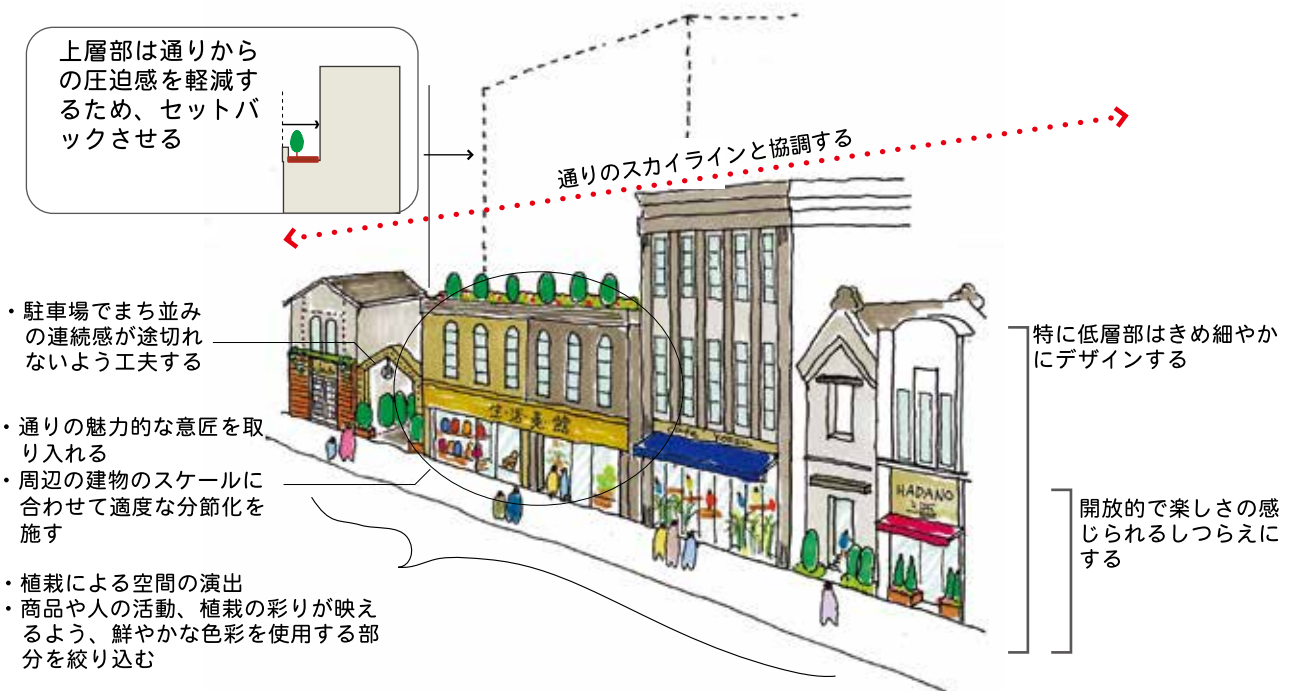 上層部は通りから
の圧迫感を軽減す
るため、セットバ
ックさせる
通りのスカイラインと協調する
・駐車場でまち並み
の連続感が途切れ
ないよう工夫する
・通りの魅力的な意匠を取
り入れる
・周辺の建物のスケールに
合わせて適度な分節化を
施す
・植栽による空間の演出
・商品や人の活動、植栽の彩りが映え
るよう、鮮やかな色彩を使用する部
分を絞り込む
特に低層部はきめ細やか
にデザインする
開放的で楽しさの感
じられるしつらえに
する
HADANO